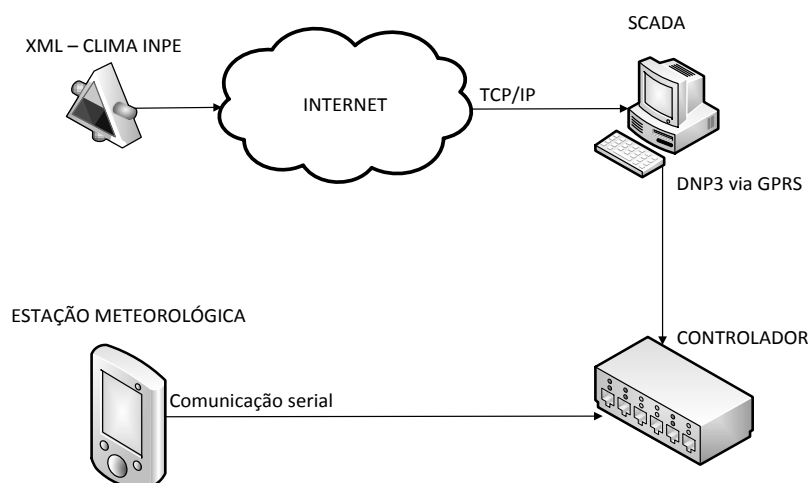 SCADA
XML – CLIMA INPE
INTERNET
TCP/IP
DNP3 via GPRS
ESTAÇÃO METEOROLÓGICA
CONTROLADOR
Comunicação serial